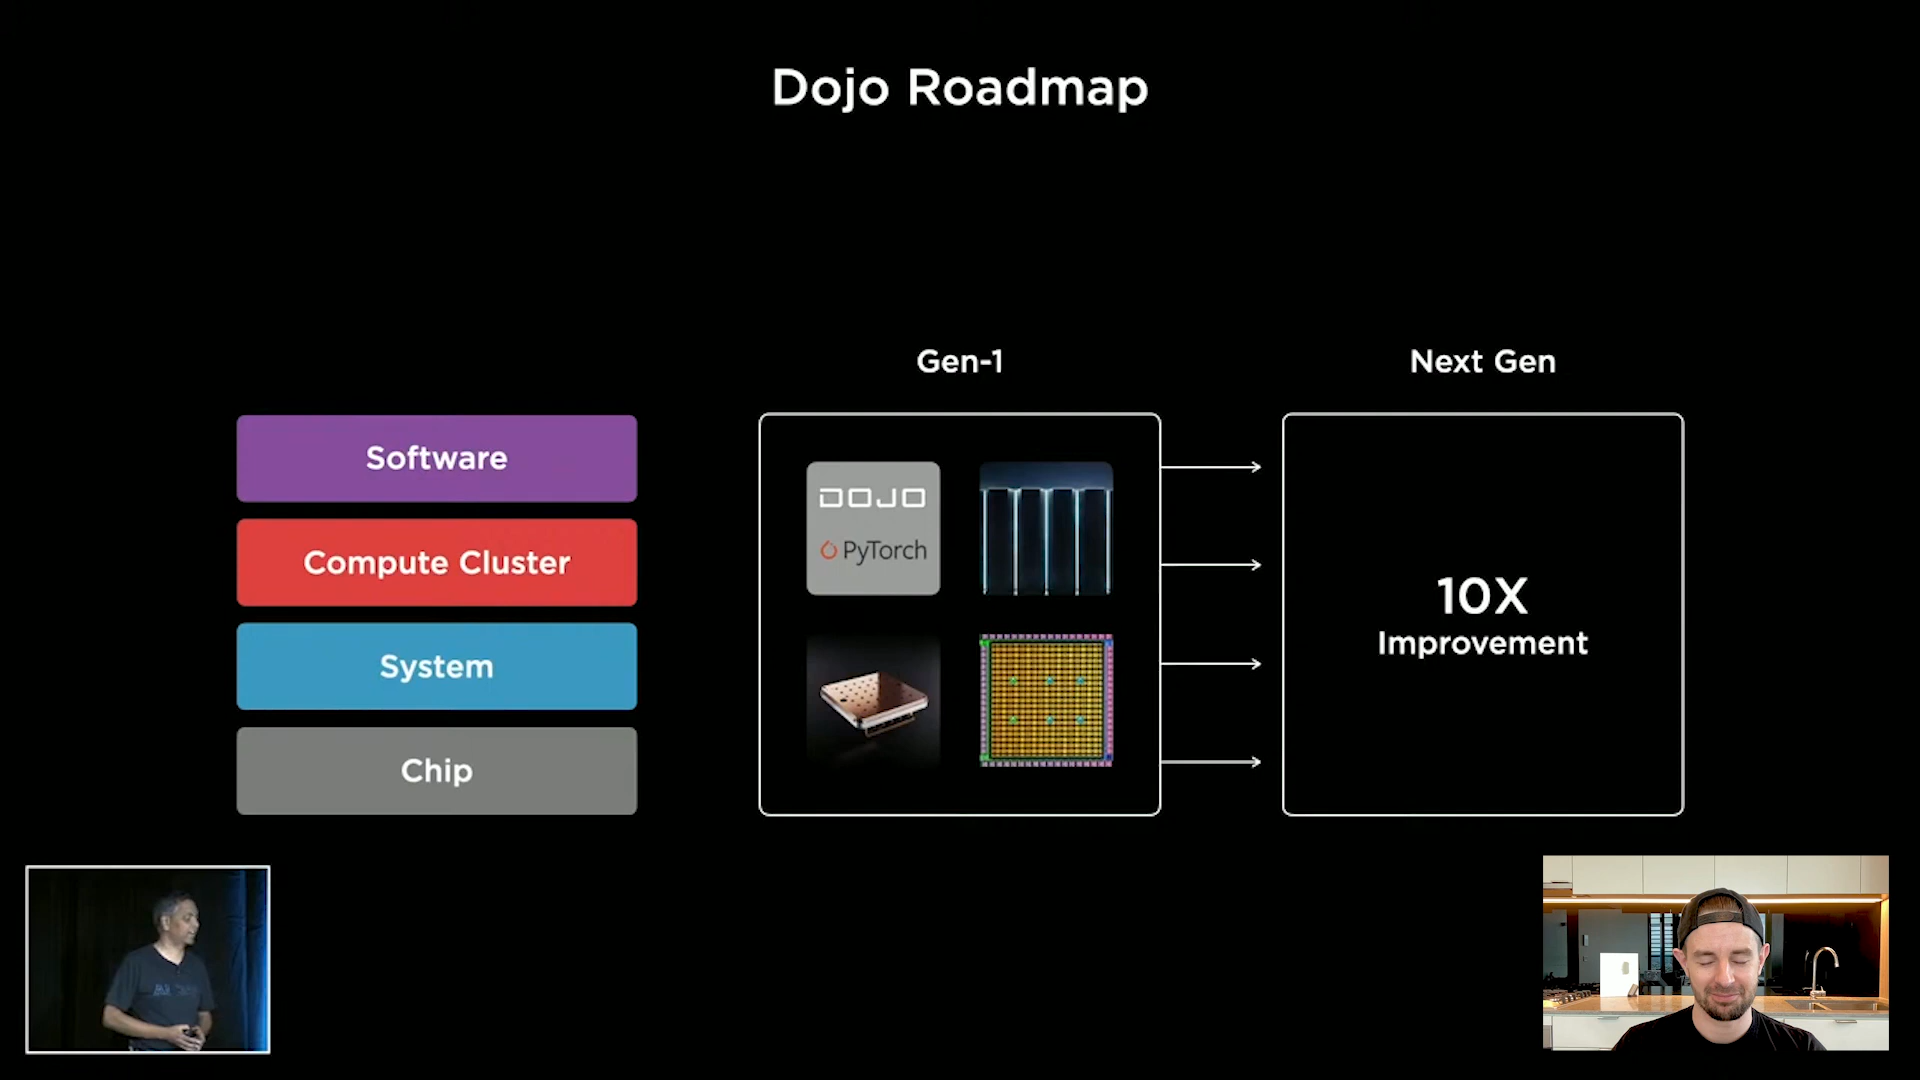 Dojo Roadmap
Gen-1
Next Gen
Software
Compute Cluster
System
Chip
DOJO
PyTorch
10X
Improvement